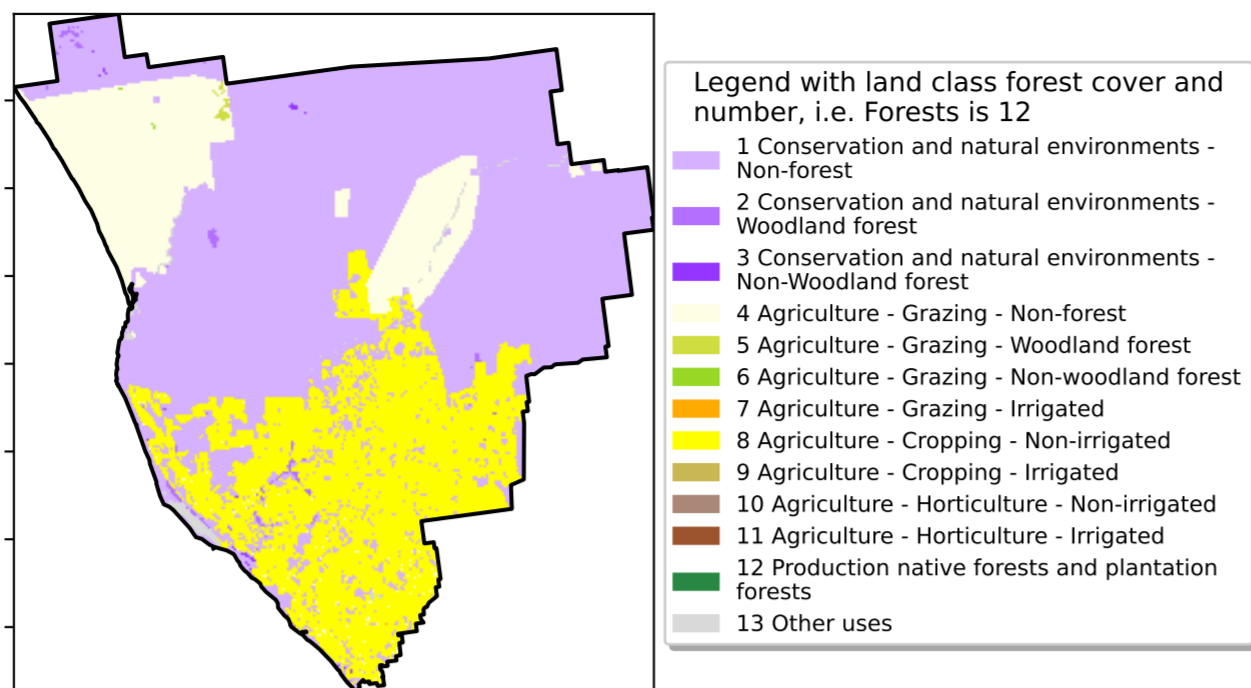 Legend with land class forest cover and
number, i.e. Forests is 12
1 Conservation and natural environments -
Non-forest
2 Conservation and natural environments -
Woodland forest
3 Conservation and natural environments -
Non-Woodland forest
4 Agriculture - Grazing - Non-forest
5 Agriculture - Grazing - Woodland forest
6 Agriculture - Grazing - Non-woodland forest
7 Agriculture - Grazing - Irrigated
8 Agriculture - Cropping - Non-irrigated
9 Agriculture - Cropping - Irrigated
10 Agriculture - Horticulture - Non-irrigated
11 Agriculture - Horticulture - Irrigated
12 Production native forests and plantation
forests
13 Other uses